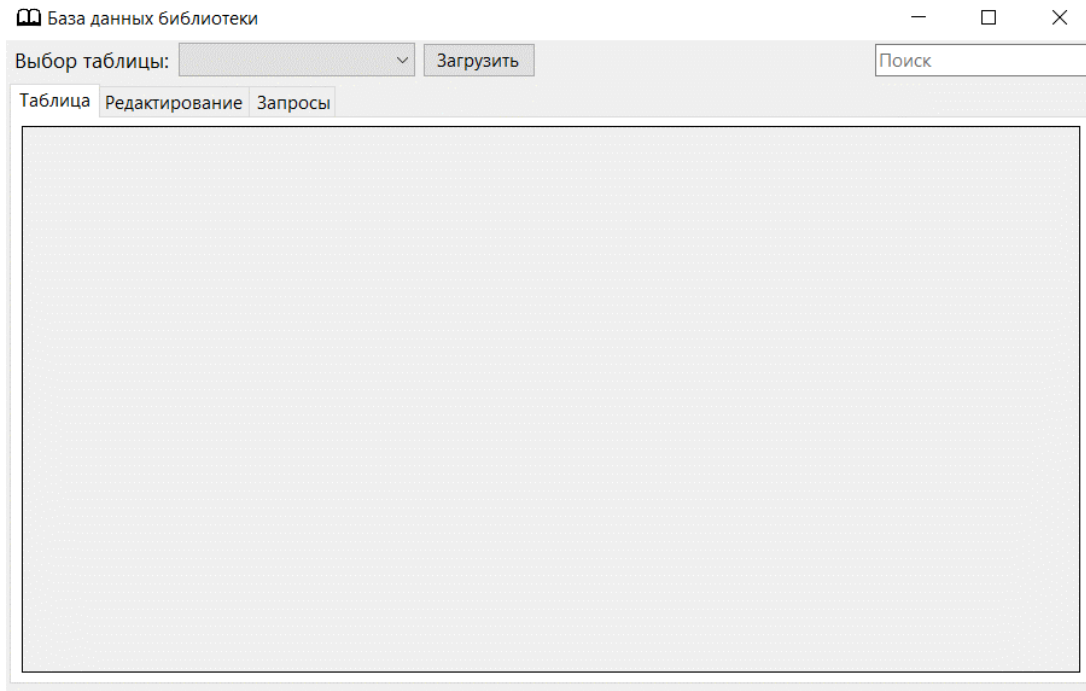 База данных библиотеки
Выбор таблицы: Загрузить Поиск
Таблица Редактирование Запросы